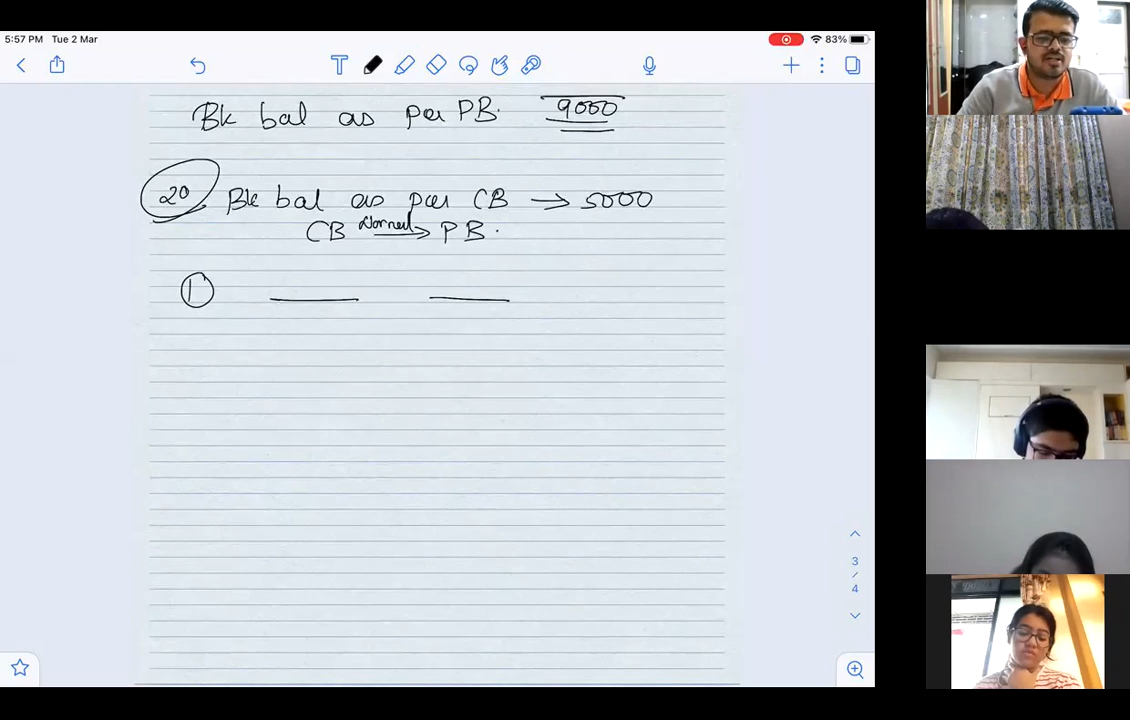 5:57 PM Tue 2 Mar
83%
T
Bk bal as per PB. 9000
20 Bk bal as per CB → 5000
CB Normal → PB.
1
3
/
4